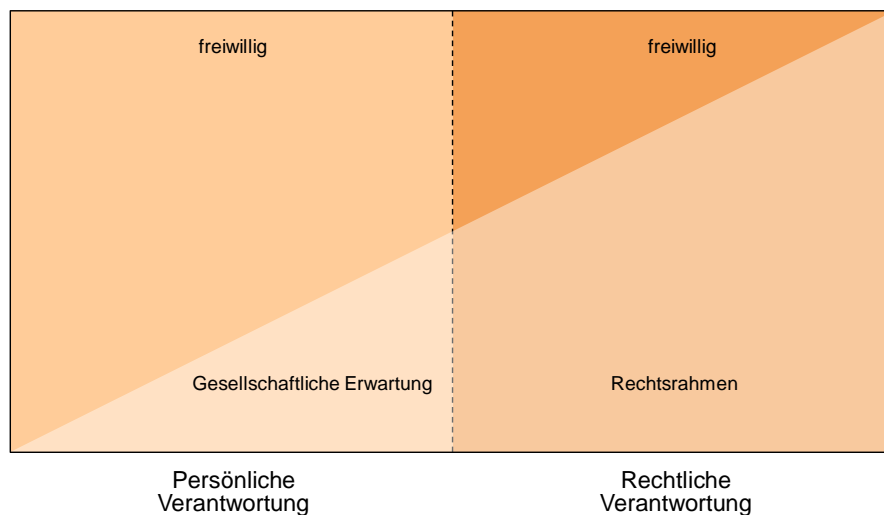 freiwillig
freiwillig
Gesellschaftliche Erwartung
Rechtsrahmen
Persönliche
Verantwortung
Rechtliche
Verantwortung